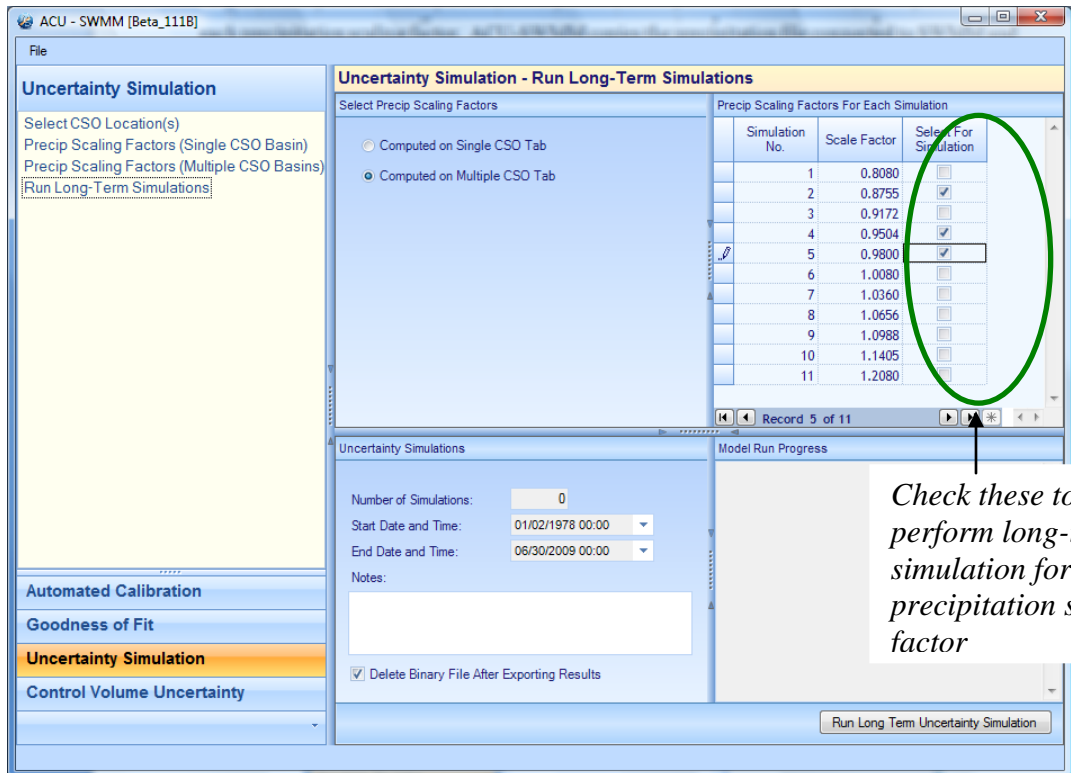 ACU - SWMM [Beta_111B]
File
Uncertainty Simulation
Select CSO Location(s)
Precip Scaling Factors (Single CSO Basin)
Precip Scaling Factors (Multiple CSO Basins)
Run Long-Term Simulations
Automated Calibration
Goodness of Fit
Uncertainty Simulation
Control Volume Uncertainty
Uncertainty Simulation - Run Long-Term Simulations
Select Precip Scaling Factors
Computed on Single CSO Tab
Computed on Multiple CSO Tab
Precip Scaling Factors For Each Simulation
Simulation No. Scale Factor Select For Simulation
1 0.8080
2 0.8755
3 0.9172
4 0.9504
5 0.9800
6 1.0080
7 1.0360
8 1.0656
9 1.0988
10 1.1405
11 1.2080
Record 5 of 11
Uncertainty Simulations
Number of Simulations: 0
Start Date and Time: 01/02/1978 00:00
End Date and Time: 06/30/2009 00:00
Notes:
Delete Binary File After Exporting Results
Model Run Progress
Check these to
perform long-
simulation for
precipitation s
factor
Run Long Term Uncertainty Simulation